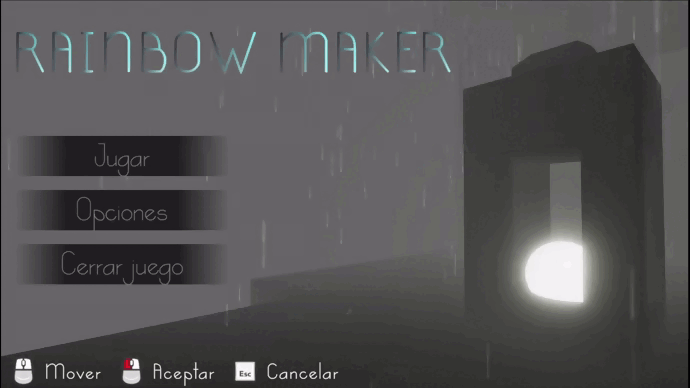 RAINBOW MAKER
Jugar
Opciones
Cerrar juego
Mover Aceptar Esc Cancelar